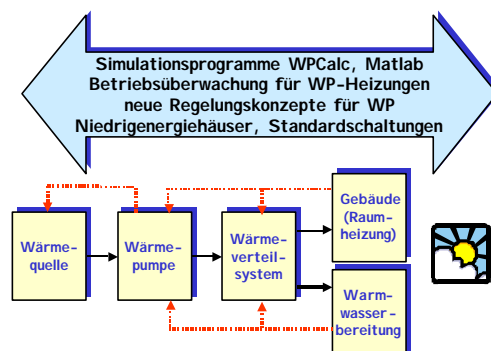 Simulationsprogramme WPCalc, Matlab
Betriebsüberwachung für WP-Heizungen
neue Regelungskonzepte für WP
Niedrigenergiehäuser, Standardschaltungen
Wärme-
quelle
Wärme-
pumpe
Wärme-
verteil-
system
Gebäude
(Raum-
heizung)
Warm-
wasser-
bereitung